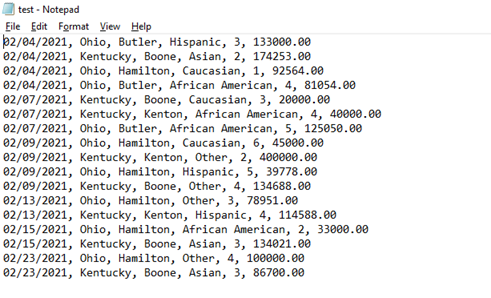 test - Notepad
File Edit Format View Help
02/04/2021, Ohio, Butler, Hispanic, 3, 133000.00
02/04/2021, Kentucky, Boone, Asian, 2, 174253.00
02/04/2021, Ohio, Hamilton, Caucasian, 1, 92564.00
02/04/2021, Ohio, Butler, African American, 4, 81054.00
02/07/2021, Kentucky, Boone, Caucasian, 3, 20000.00
02/07/2021, Kentucky, Kenton, African American, 4, 40000.00
02/07/2021, Ohio, Butler, African American, 5, 125050.00
02/09/2021, Ohio, Hamilton, Caucasian, 6, 45000.00
02/09/2021, Kentucky, Kenton, Other, 2, 400000.00
02/09/2021, Ohio, Hamilton, Hispanic, 5, 39778.00
02/09/2021, Kentucky, Boone, Other, 4, 134688.00
02/13/2021, Ohio, Hamilton, Other, 3, 78951.00
02/13/2021, Kentucky, Kenton, Hispanic, 4, 114588.00
02/15/2021, Ohio, Hamilton, African American, 2, 33000.00
02/15/2021, Kentucky, Boone, Asian, 3, 134021.00
02/23/2021, Ohio, Hamilton, Other, 4, 100000.00
02/23/2021, Kentucky, Boone, Asian, 3, 86700.00